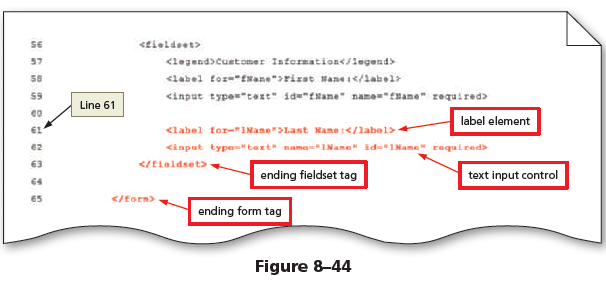 56 <fieldset>
57 <legend>Customer Information</legend>
58 <label for="fName">First Name:</label>
59 <input type="text" id="fName" name="fName" required>
Line 61
60
label element
61 <label for="lName">Last Name:</label>
62 <input type="text" name="lName" id="lName" required>
63 </fieldset>
ending fieldset tag
text input control
64
65 </form>
ending form tag
Figure 8–44